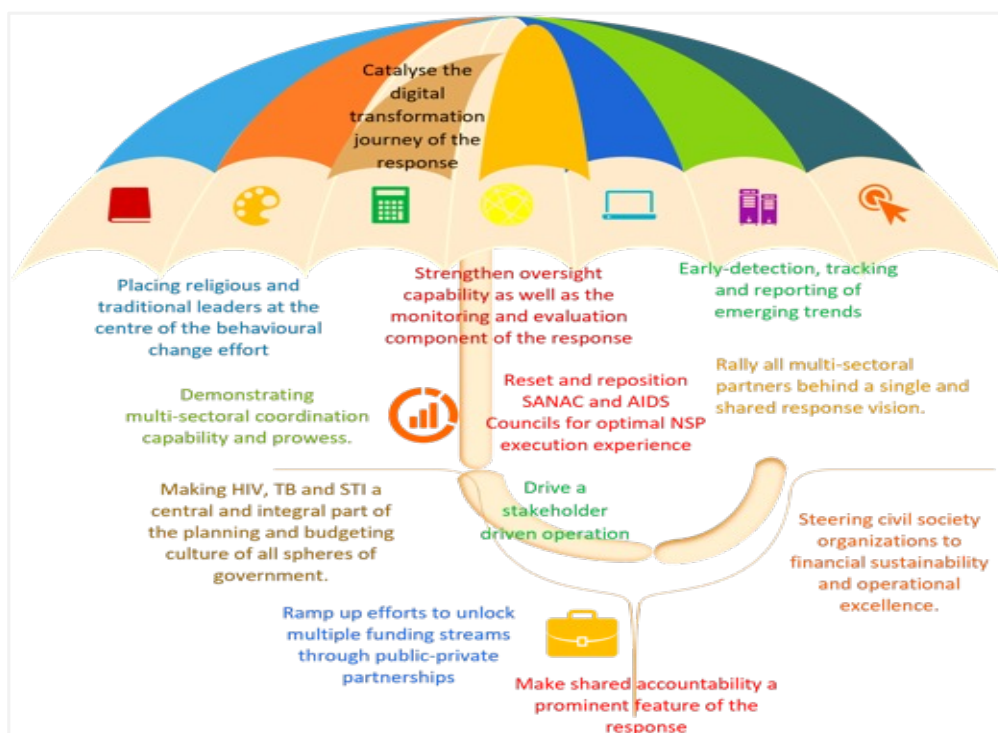 Catalyse the
digital
transformation
journey of the
response
Placing religious and
traditional leaders at the
centre of the behavioural
change effort
Strengthen oversight
capability as well as the
monitoring and evaluation
component of the response
Early-detection, tracking
and reporting of
emerging trends
Demonstrating
multi-sectoral coordination
capability and prowess.
Reset and reposition
SANAC and AIDS
Councils for optimal NSP
execution experience
Rally all multi-sectoral
partners behind a single and
shared response vision.
Making HIV, TB and STI a
central and integral part of
the planning and budgeting
culture of all spheres of
government.
Drive a
stakeholder
driven operation
Steering civil society
organizations to
financial sustainability
and operational
excellence.
Ramp up efforts to unlock
multiple funding streams
through public-private
partnerships
Make shared accountability a
prominent feature of the
response